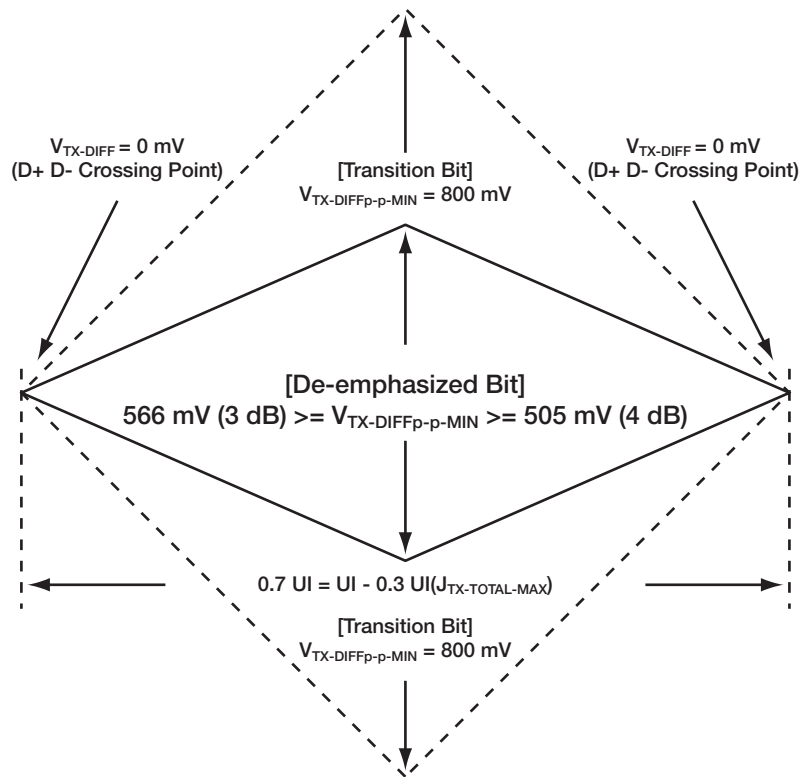 V_TX-DIFF = 0 mV
(D+ D- Crossing Point)
V_TX-DIFF = 0 mV
(D+ D- Crossing Point)
[Transition Bit]
V_TX-DIFFp-p-MIN = 800 mV
[De-emphasized Bit]
566 mV (3 dB) >= V_TX-DIFFp-p-MIN >= 505 mV (4 dB)
0.7 UI = UI - 0.3 UI(J_TX-TOTAL-MAX)
[Transition Bit]
V_TX-DIFFp-p-MIN = 800 mV